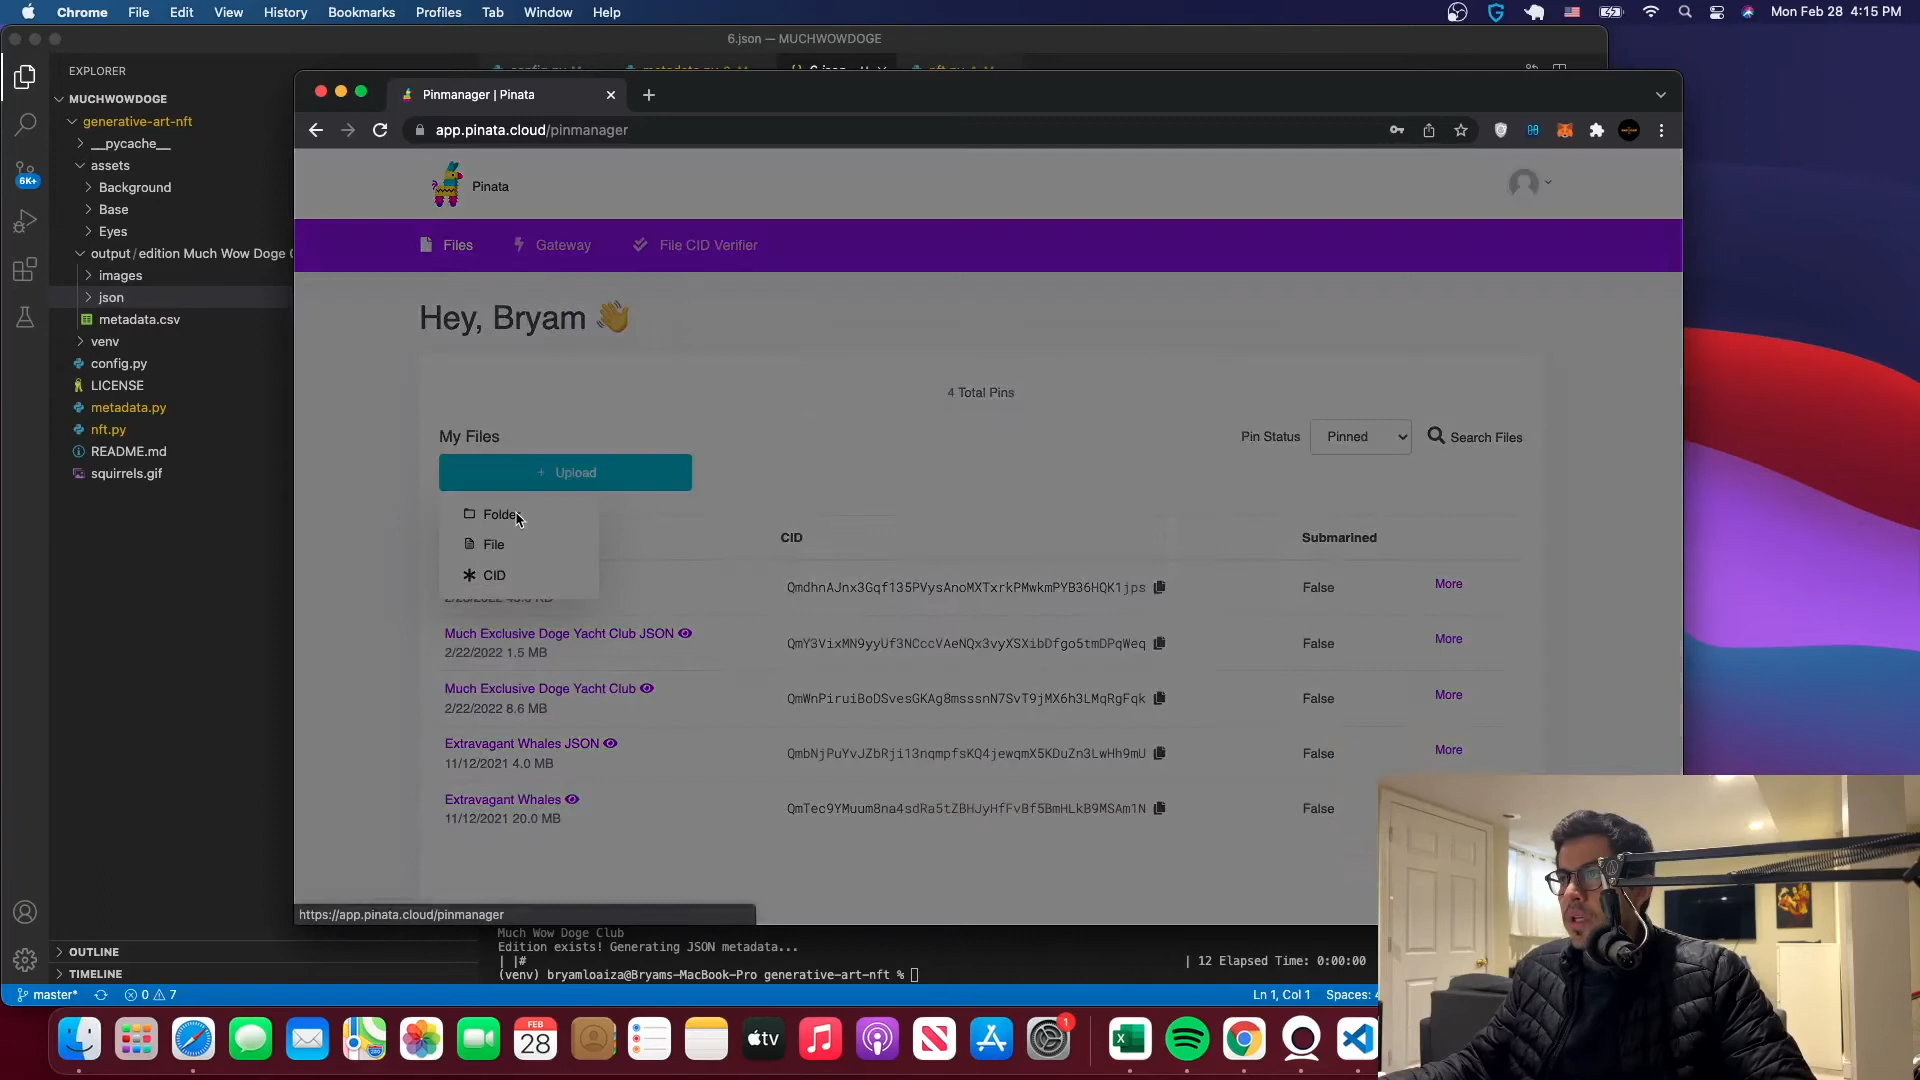 Chrome File Edit View History Bookmarks Profiles Tab Window Help Mon Feb 28 4:15 PM
6.json — MUCHWOWDOGE
EXPLORER
MUCHWOWDOGE
generative-art-nft
__pycache__
assets
Background
Base
Eyes
output / edition Much Wow Doge C
images
json
metadata.csv
venv
config.py
LICENSE
metadata.py
nft.py
README.md
squirrels.gif
6K+
OUTLINE
TIMELINE
master* 0 7
Pinmanager | Pinata
app.pinata.cloud/pinmanager
Pinata
Files Gateway File CID Verifier
Hey, Bryam 👋
4 Total Pins
My Files Pin Status Pinned Search Files
+ Upload
Folder
File
CID
CID Submarined
QmdhnAJnx3Gqf135PVysAnoMXTxrkPMwkmPYB36HQK1jps False More
Much Exclusive Doge Yacht Club JSON
2/22/2022 1.5 MB
QmY3VixMN9yyUf3NCccVAeNQx3vyXSXibDfgo5tmDPqWeq False More
Much Exclusive Doge Yacht Club
2/22/2022 8.6 MB
QmWnPiruiBoDSvesGKAg8msssnN7SvT9jMX6h3LMqRgFqk False More
Extravagant Whales JSON
11/12/2021 4.0 MB
QmbNjPuYvJZbRji13nqmpfsKQ4jewqmX5KDuZn3LwHh9mU False More
Extravagant Whales
11/12/2021 20.0 MB
QmTec9YMuum8na4sdRa5tZBHJyHfFvBf5BmHLkB9MSAm1N False
https://app.pinata.cloud/pinmanager
Much Wow Doge Club
Edition exists! Generating JSON metadata...
| |# | 12 Elapsed Time: 0:00:00
(venv) bryamloaiza@Bryams-MacBook-Pro generative-art-nft %
Ln 1, Col 1 Spaces:
FEB
28
tv
1